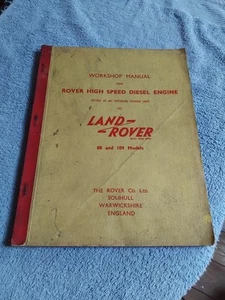 WORKSHOP MANUAL
FOR
ROVER HIGH SPEED DIESEL ENGINE
LAND
ROVER
88 and 109 Models
THE ROVER CO. LTD.
SOLIHULL
WARWICKSHIRE
ENGLAND